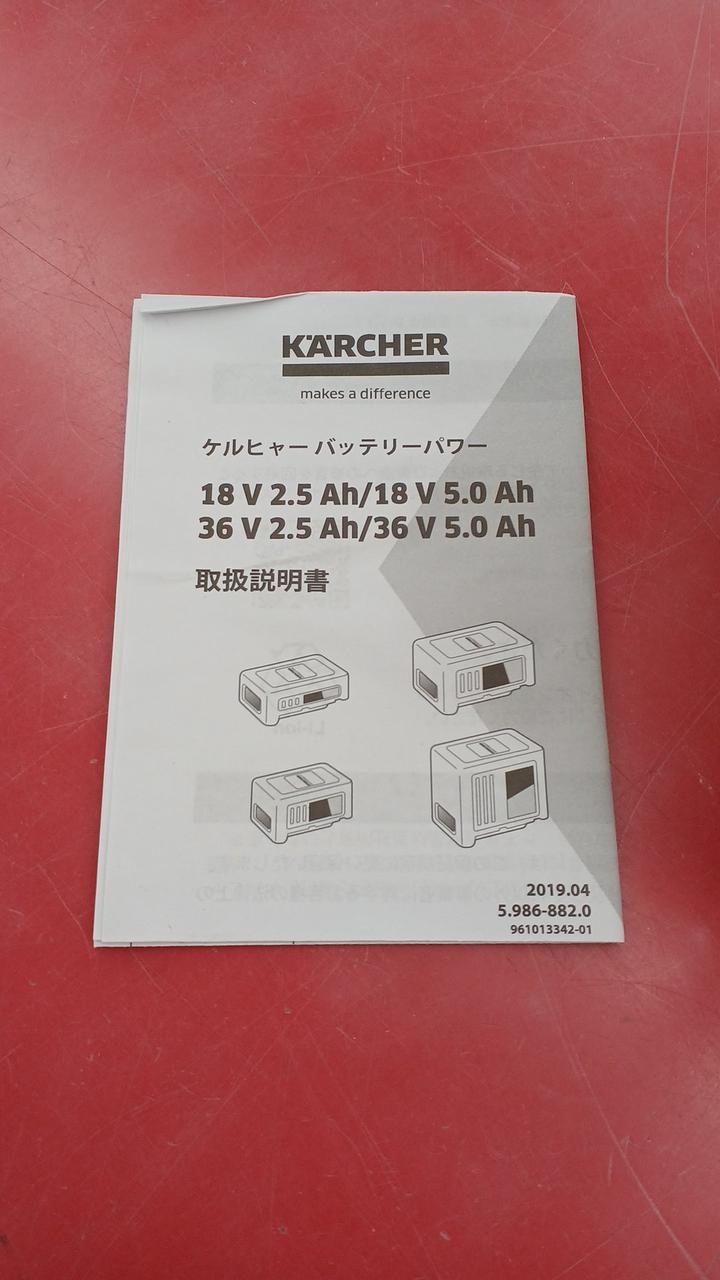 KÄRCHER
makes a difference
ケルヒャー バッテリーパワー
18 V 2.5 Ah/18 V 5.0 Ah
36 V 2.5 Ah/36 V 5.0 Ah
取扱説明書
2019.04
5.986-882.0
961013342-01